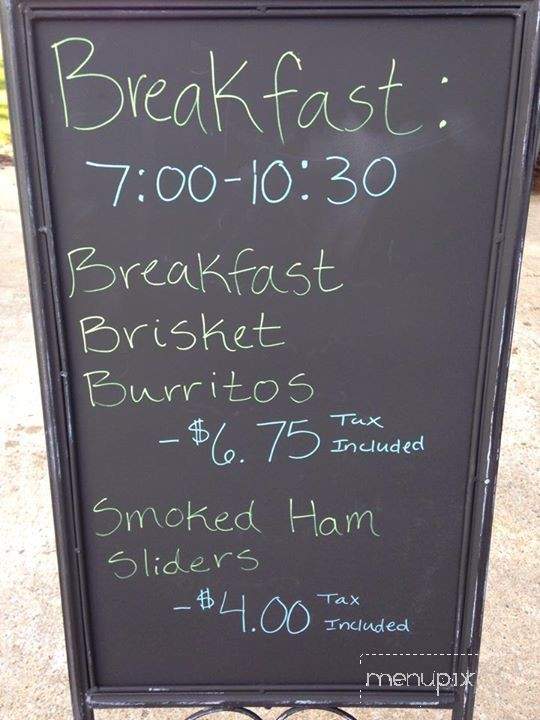 Breakfast:
7:00-10:30
Breakfast
Brisket
Burritos
-$6.75 Tax
Included
Smoked Ham
Sliders
-$4.00 Tax
Included
menupix